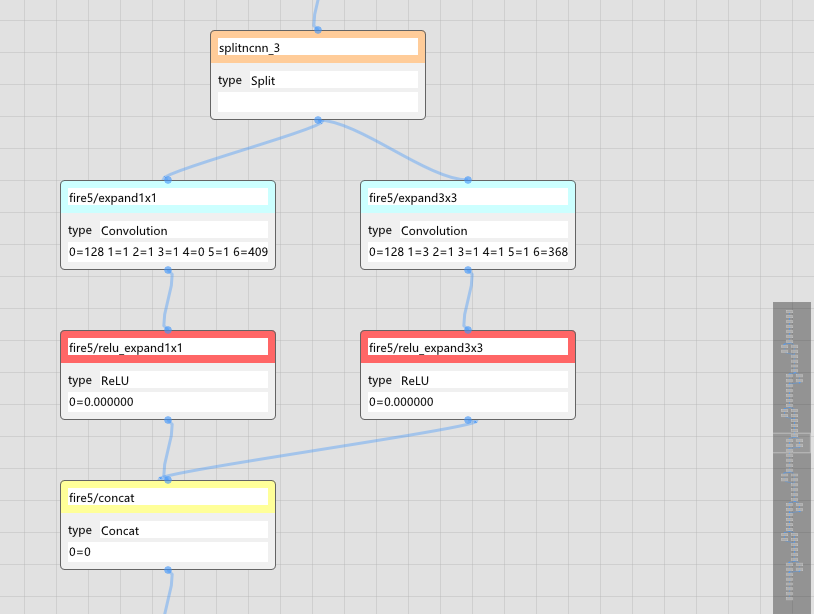 splitncnn_3
type Split
fire5/expand1x1
type Convolution
0=128 1=1 2=1 3=1 4=0 5=1 6=409
fire5/expand3x3
type Convolution
0=128 1=3 2=1 3=1 4=1 5=1 6=368
fire5/relu_expand1x1
type ReLU
0=0.000000
fire5/relu_expand3x3
type ReLU
0=0.000000
fire5/concat
type Concat
0=0